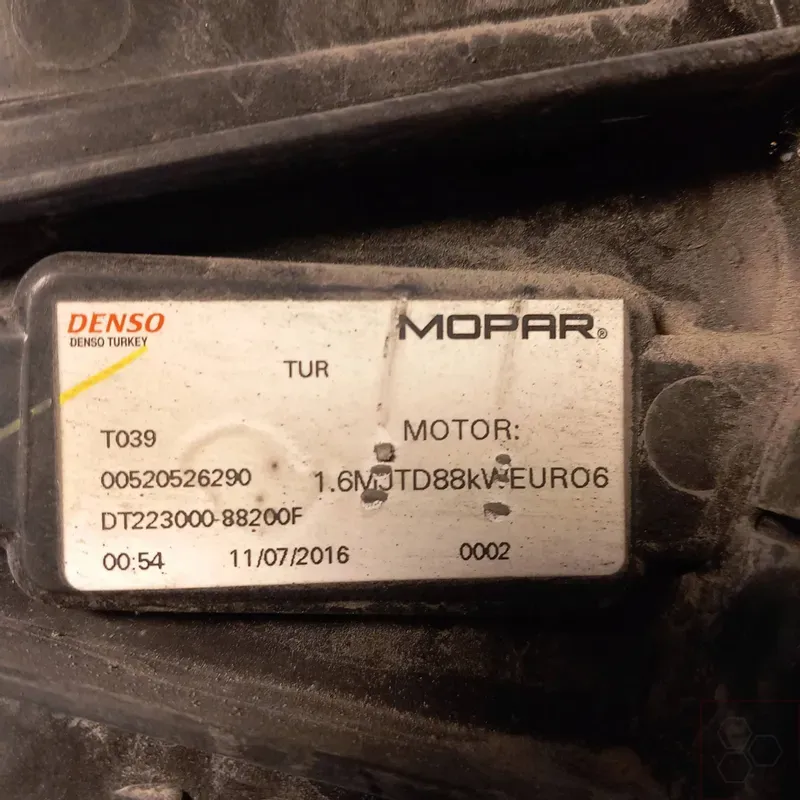 DENSO
DENSO TURKEY
MOPAR®
TUR
T039
MOTOR:
00520526290
1.6MJTD88kW-EURO6
DT223000-88200F
00:54 11/07/2016 0002